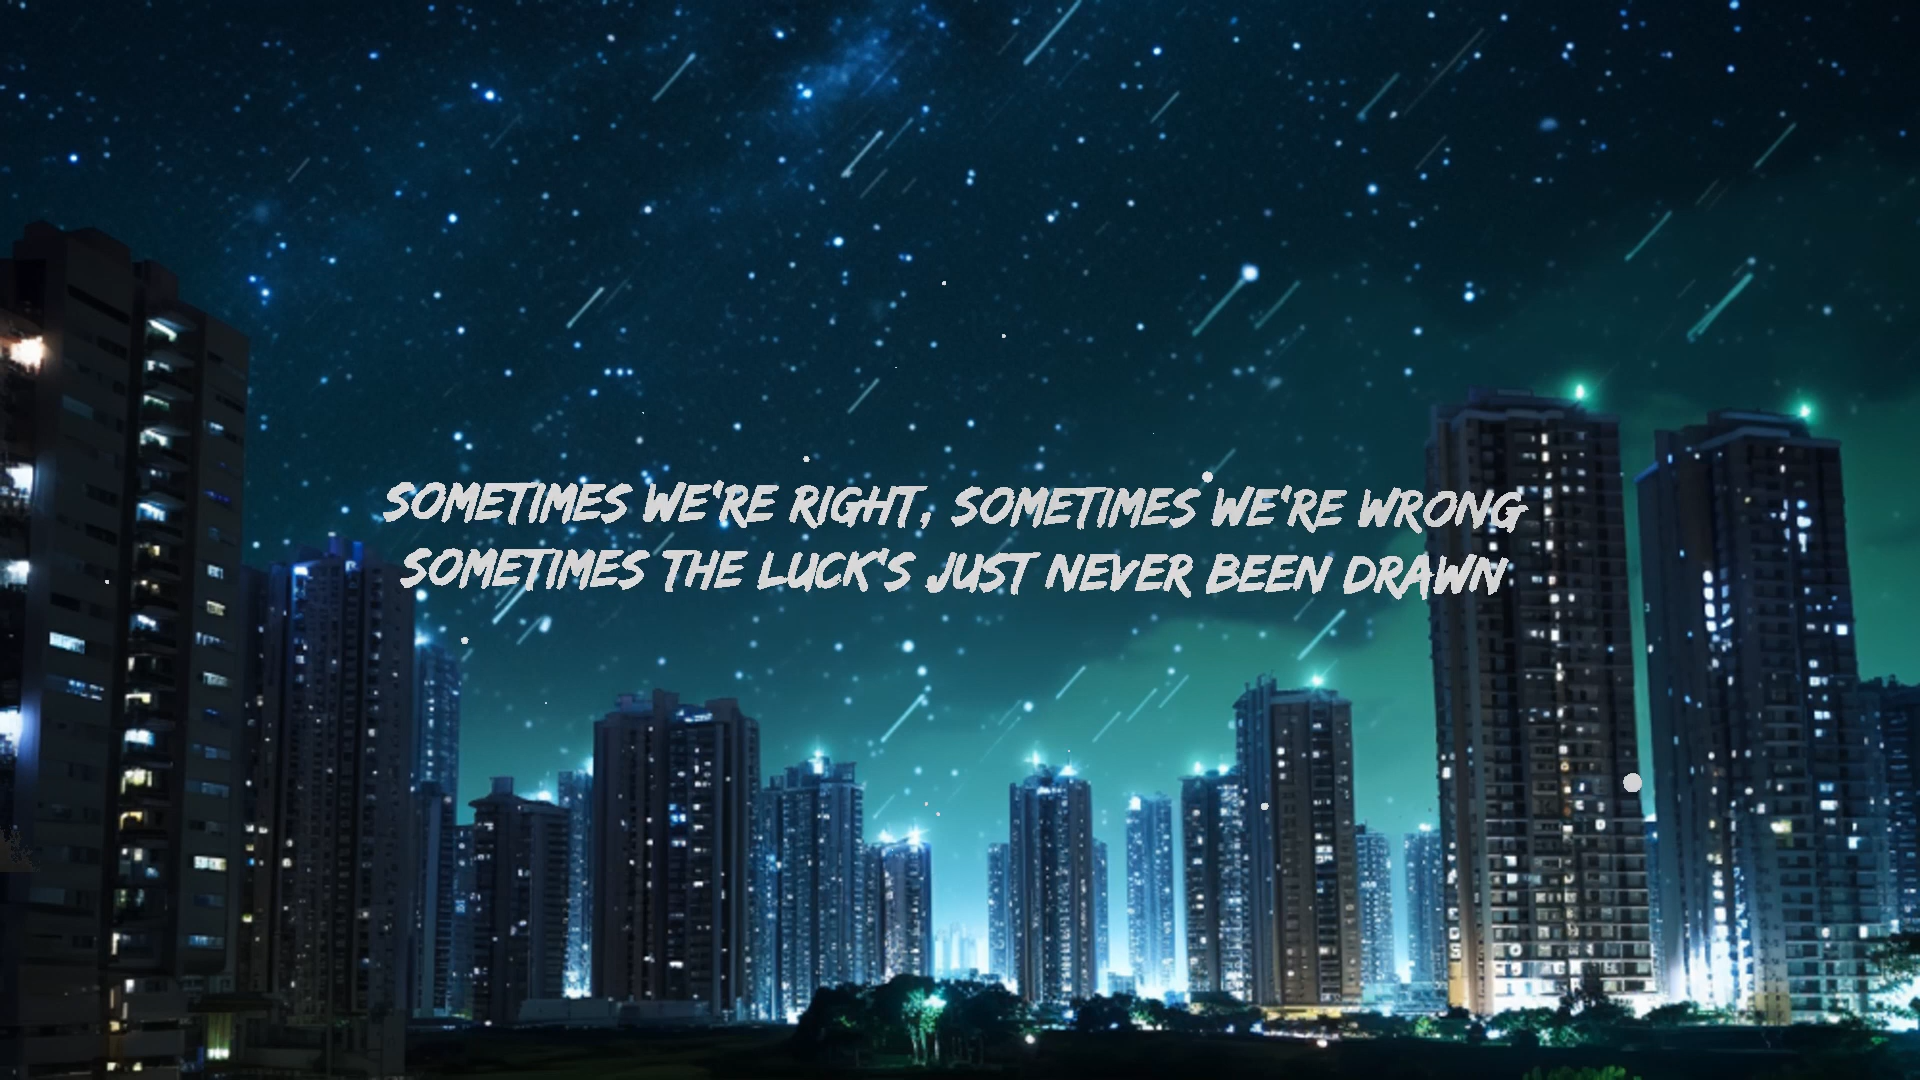 SOMETIMES WE'RE RIGHT, SOMETIMES WE'RE WRONG
SOMETIMES THE LUCK'S JUST NEVER BEEN DRAWN